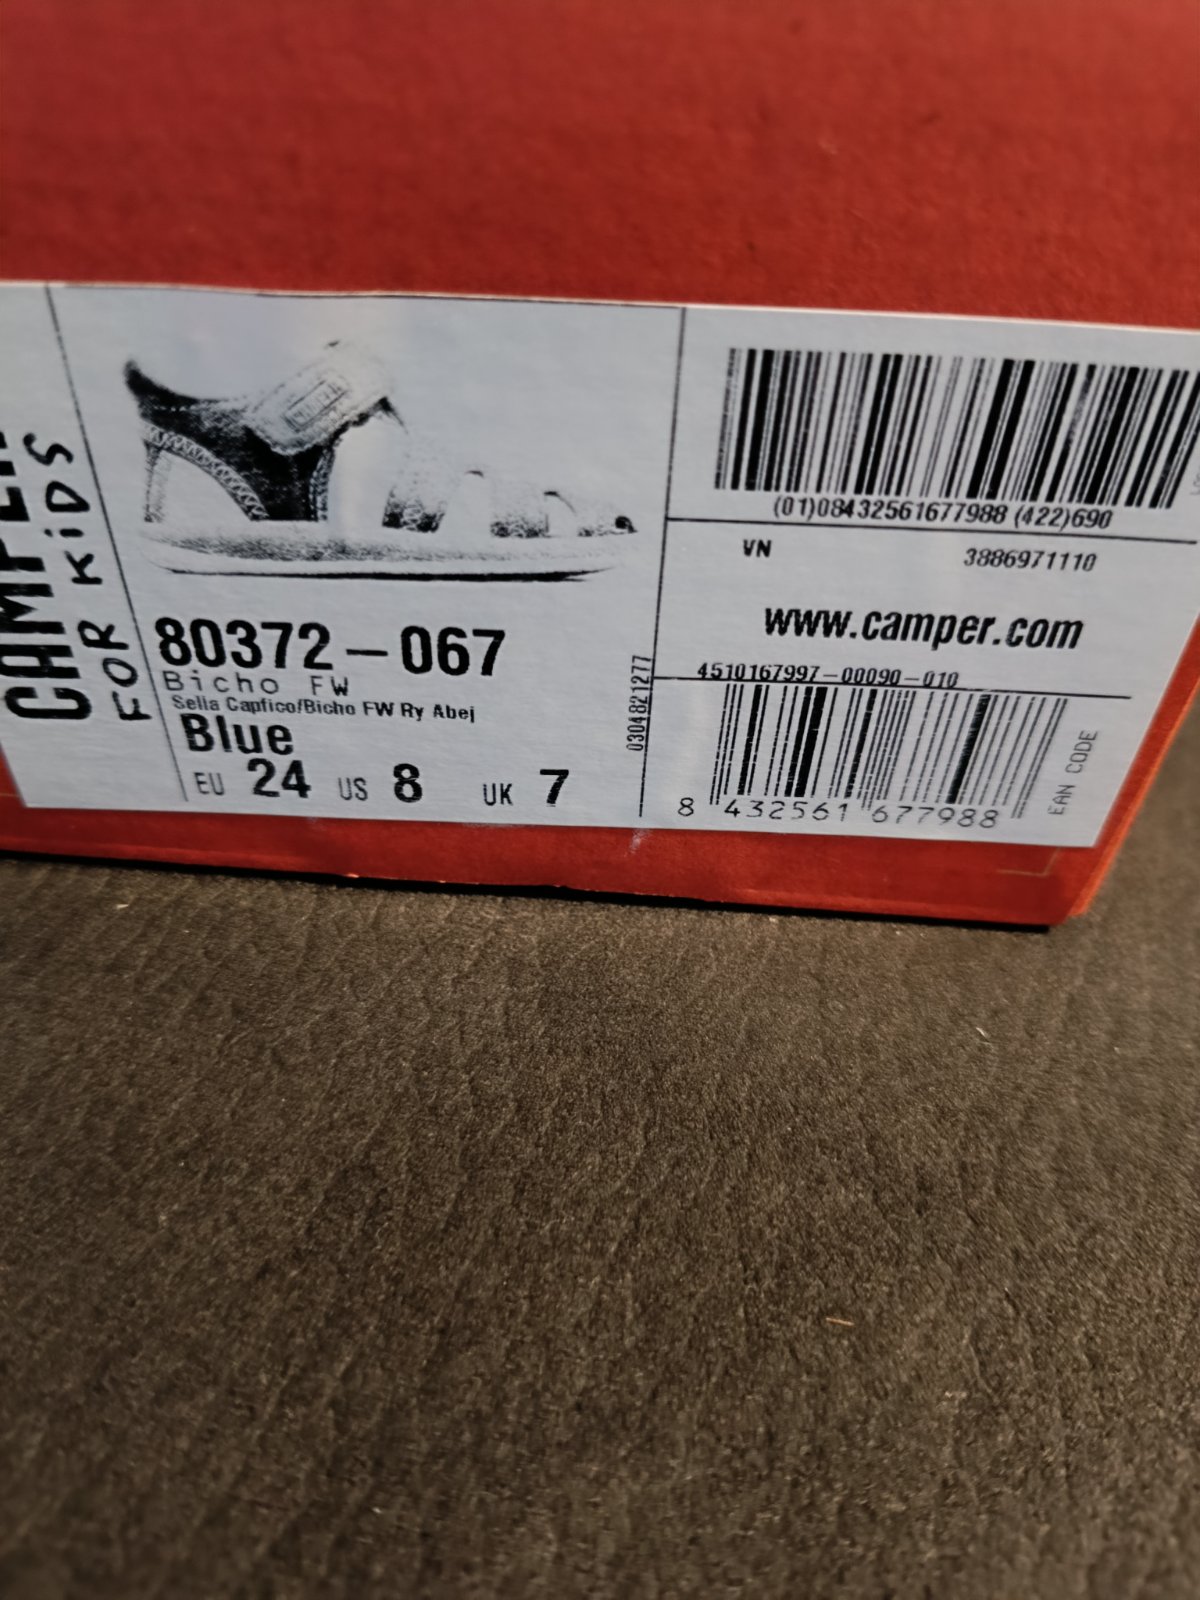 CAMPER
FOR KiDS
CAMPER
80372-067
Bicho FW
Sella Capfico/Bicho FW Ry Abej
Blue
EU 24 US 8 UK 7
0304821277
(01)08432561677988 (422)690
VN 3886971110
www.camper.com
4510167997-00090-010
8 432561 677988
EAN CODE